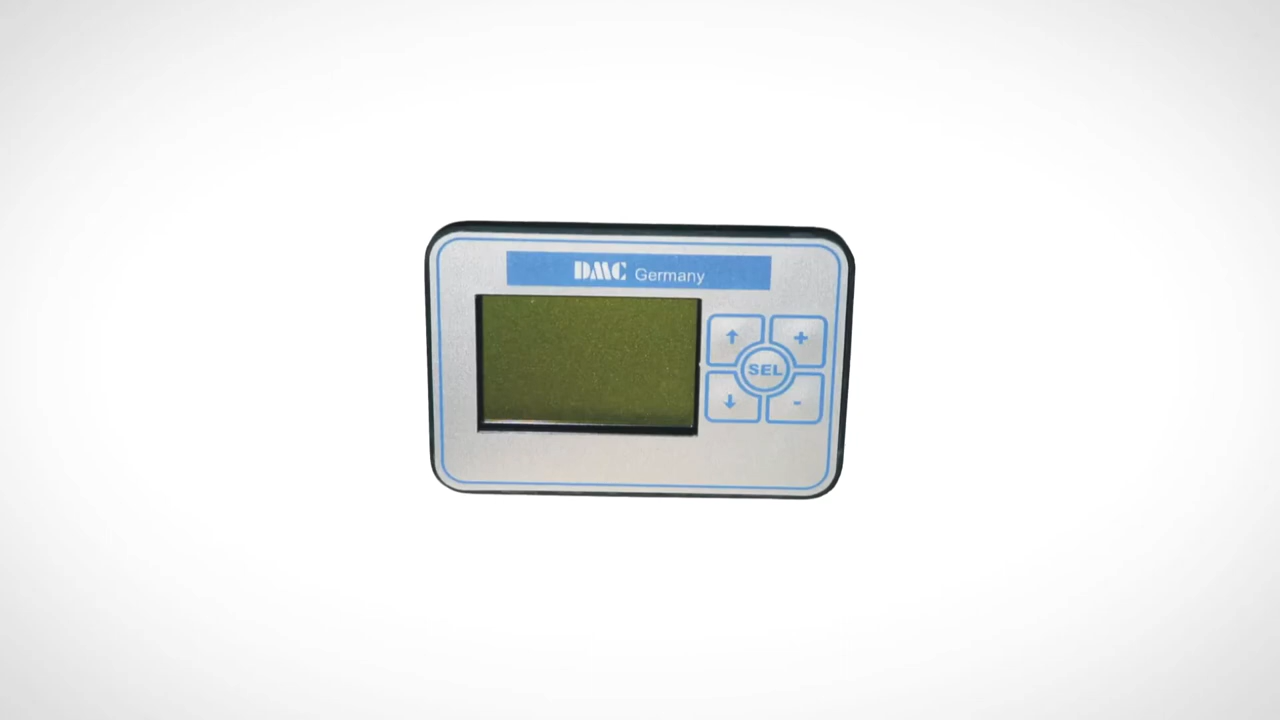 DMC Germany
↑ +
SEL
↓ -